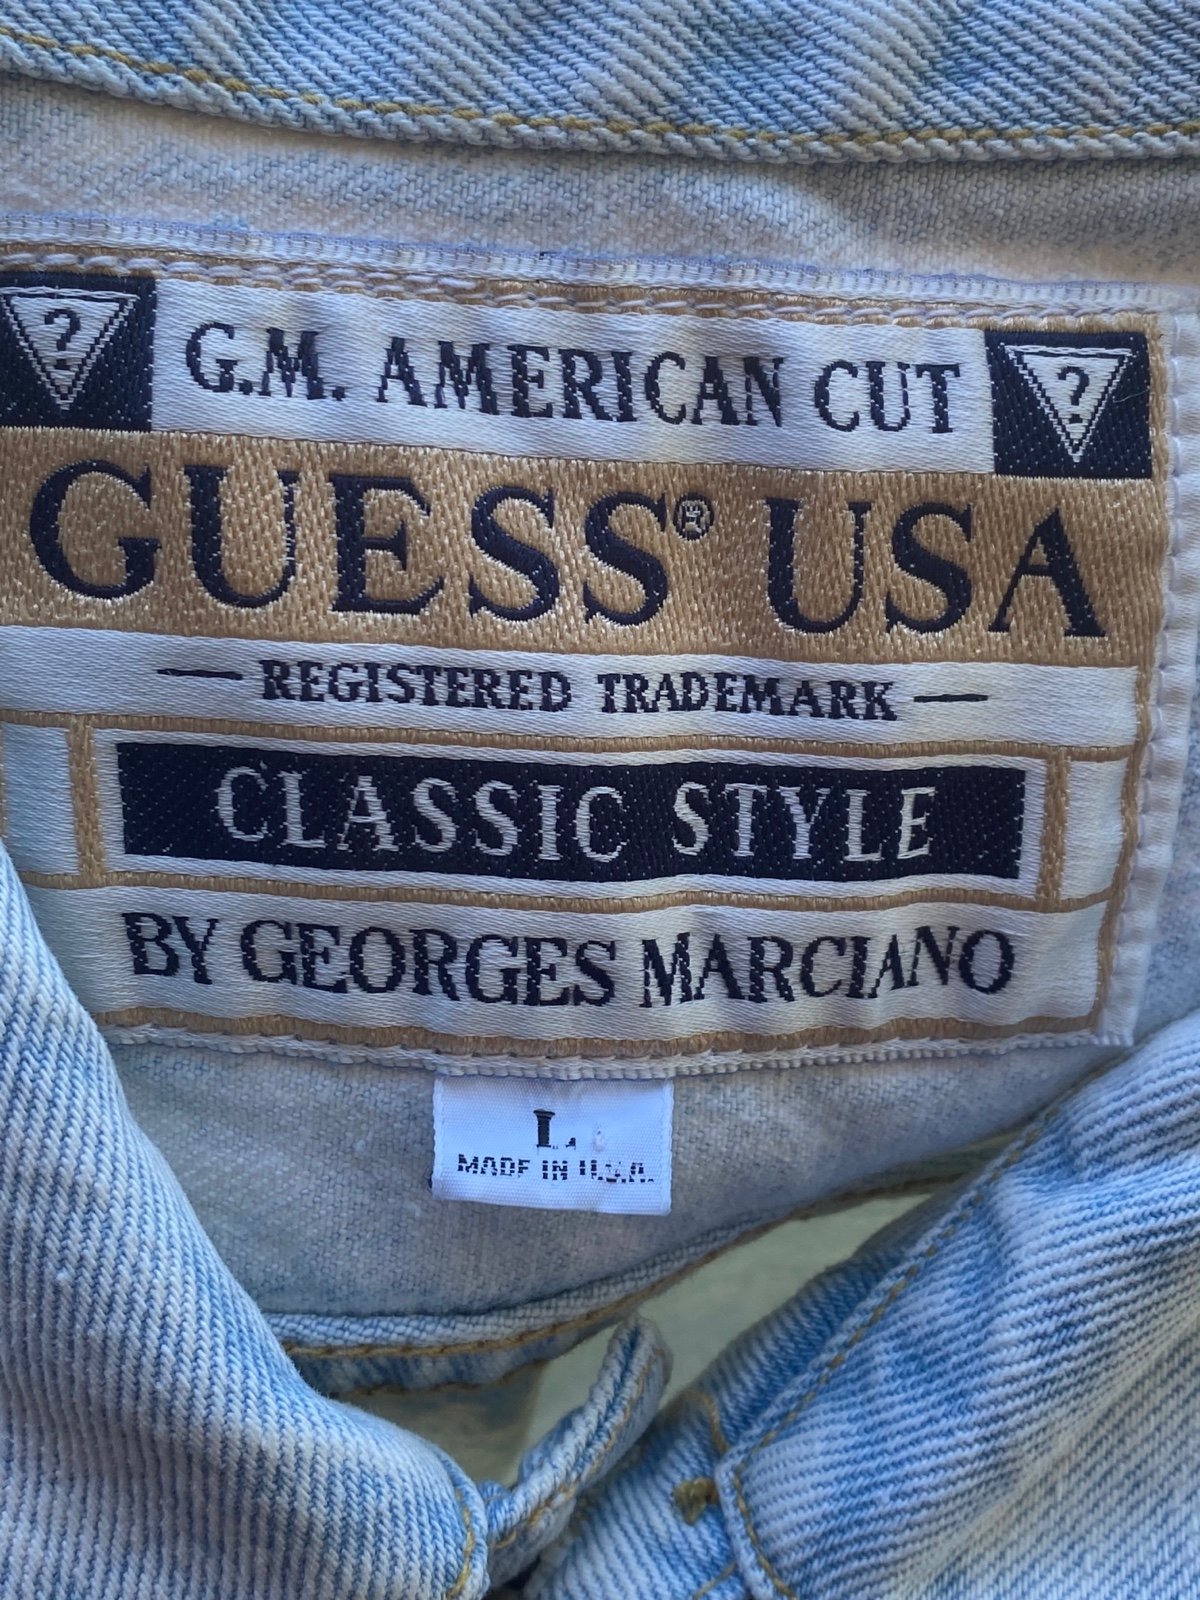 ? G.M. AMERICAN CUT ?
GUESS® USA
— REGISTERED TRADEMARK —
CLASSIC STYLE
BY GEORGES MARCIANO
L
MADE IN U.S.A.